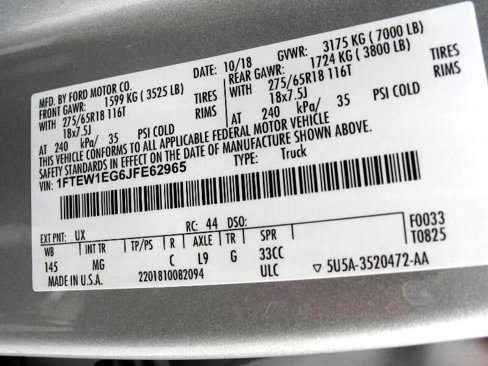 MFD. BY FORD MOTOR CO. DATE: 10/18 GVWR: 3175 KG ( 7000 LB)
FRONT GAWR: 1599 KG ( 3525 LB) REAR GAWR: 1724 KG ( 3800 LB)
WITH 275/65R18 116T TIRES WITH 275/65R18 116T TIRES
18x7.5J RIMS 18x7.5J RIMS
AT 240 kPa/ 35 PSI COLD AT 240 kPa/ 35 PSI COLD
THIS VEHICLE CONFORMS TO ALL APPLICABLE FEDERAL MOTOR VEHICLE
SAFETY STANDARDS IN EFFECT ON THE DATE OF MANUFACTURE SHOWN ABOVE.
VIN: 1FTEW1EG6JFE62965 TYPE: Truck
EXT PNT: UX RC: 44 DSO: F0033
WB INT TR TP/PS R AXLE TR SPR T0825
145 MG C L9 G 33CC
MADE IN U.S.A. 2201810082094 ULC ▽ 5U5A-3520472-AA